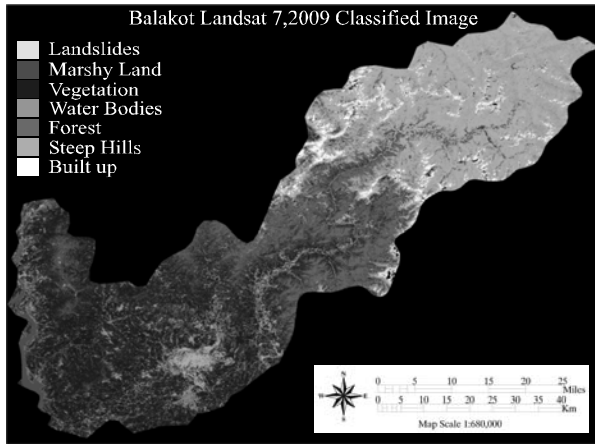 Balakot Landsat 7,2009 Classified Image
Landslides
Marshy Land
Vegetation
Water Bodies
Forest
Steep Hills
Built up
N
W E
S
0 5 10 15 20 25
Miles
0 5 10 15 20 25 30 35 40
Km
Map Scale 1:680,000